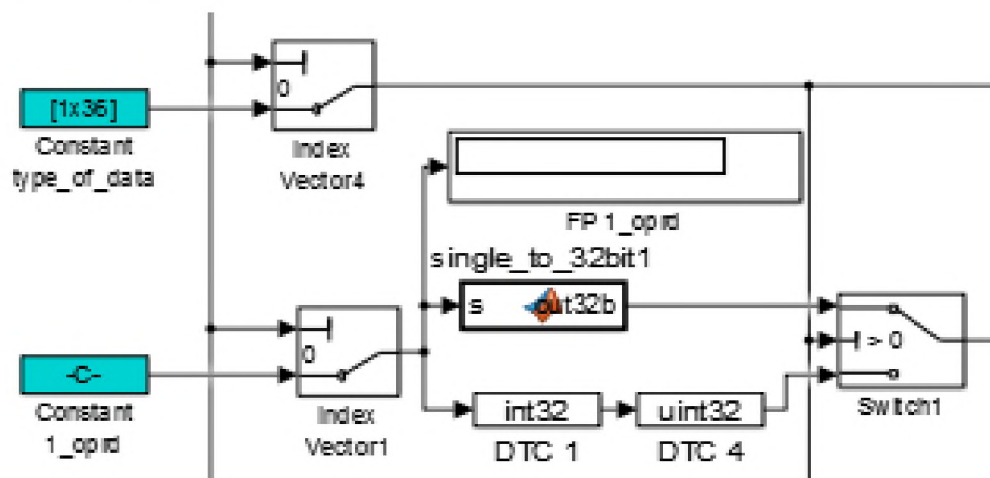 0
[1x36]
Constant
type_of_data
Index
Vector4
FP 1_oprd
single_to_32bit1
s
out32b
> 0
0
-C-
Constant
1_oprd
Index
Vector1
int32
DTC 1
uint32
DTC 4
Switch1